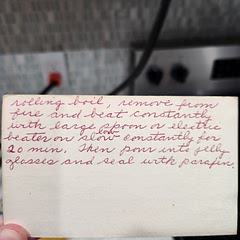 rolling boil, remove from
fire and beat constantly
with large spoon or electric
low
beater on slow constantly for
20 min. Then pour into jelly
glasses and seal with parafin.